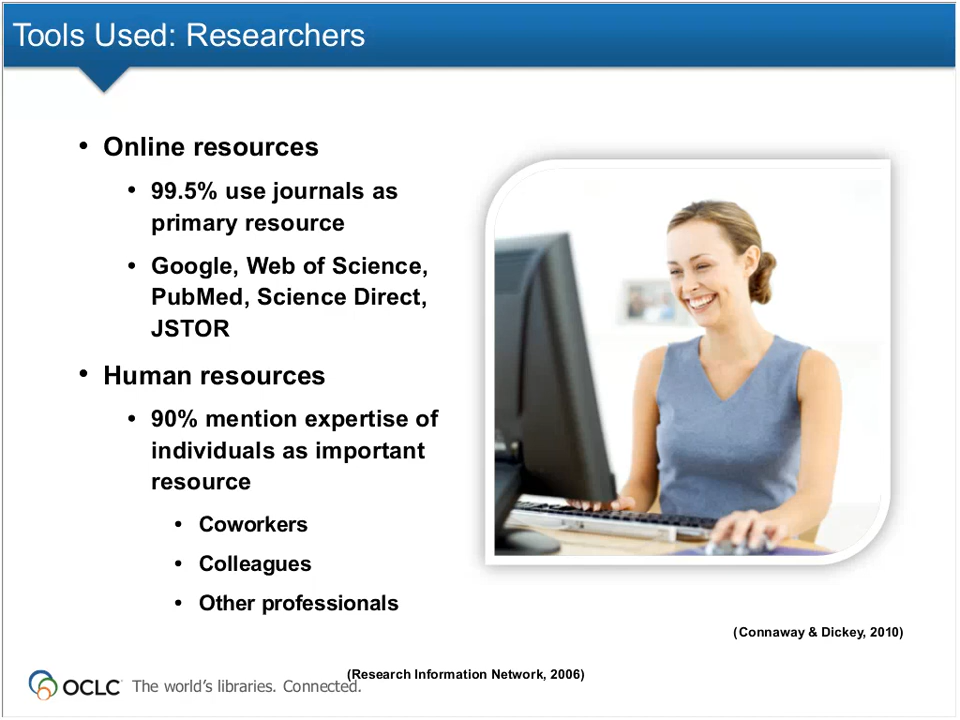 Tools Used: Researchers
• Online resources
• 99.5% use journals as
primary resource
• Google, Web of Science,
PubMed, Science Direct,
JSTOR
• Human resources
• 90% mention expertise of
individuals as important
resource
• Coworkers
• Colleagues
• Other professionals
(Connaway & Dickey, 2010)
(Research Information Network, 2006)
OCLC The world's libraries. Connected.